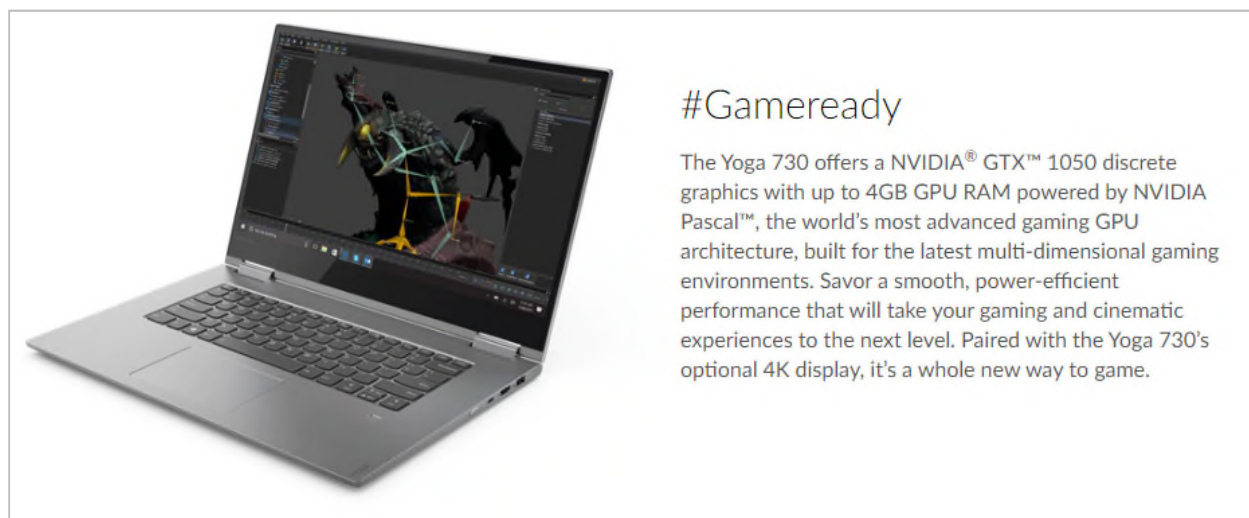 #Gameready
The Yoga 730 offers a NVIDIA® GTX™ 1050 discrete
graphics with up to 4GB GPU RAM powered by NVIDIA
Pascal™, the world’s most advanced gaming GPU
architecture, built for the latest multi-dimensional gaming
environments. Savor a smooth, power-efficient
performance that will take your gaming and cinematic
experiences to the next level. Paired with the Yoga 730’s
optional 4K display, it’s a whole new way to game.